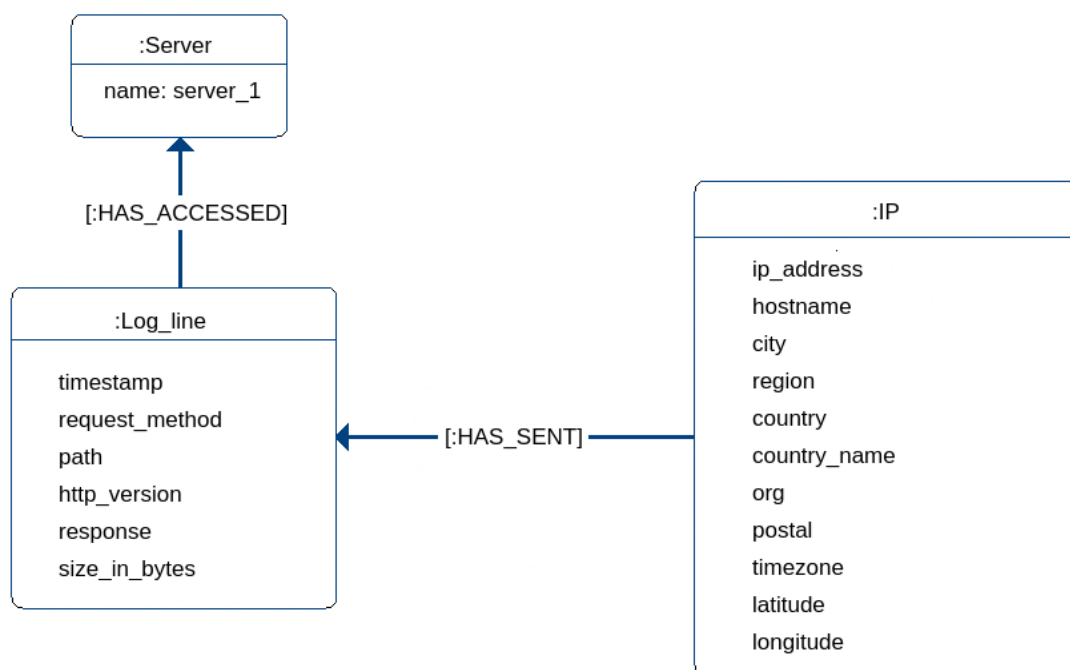 :Server
name: server_1
[:HAS_ACCESSED]
:Log_line
timestamp
request_method
path
http_version
response
size_in_bytes
[:HAS_SENT]
:IP
ip_address
hostname
city
region
country
country_name
org
postal
timezone
latitude
longitude